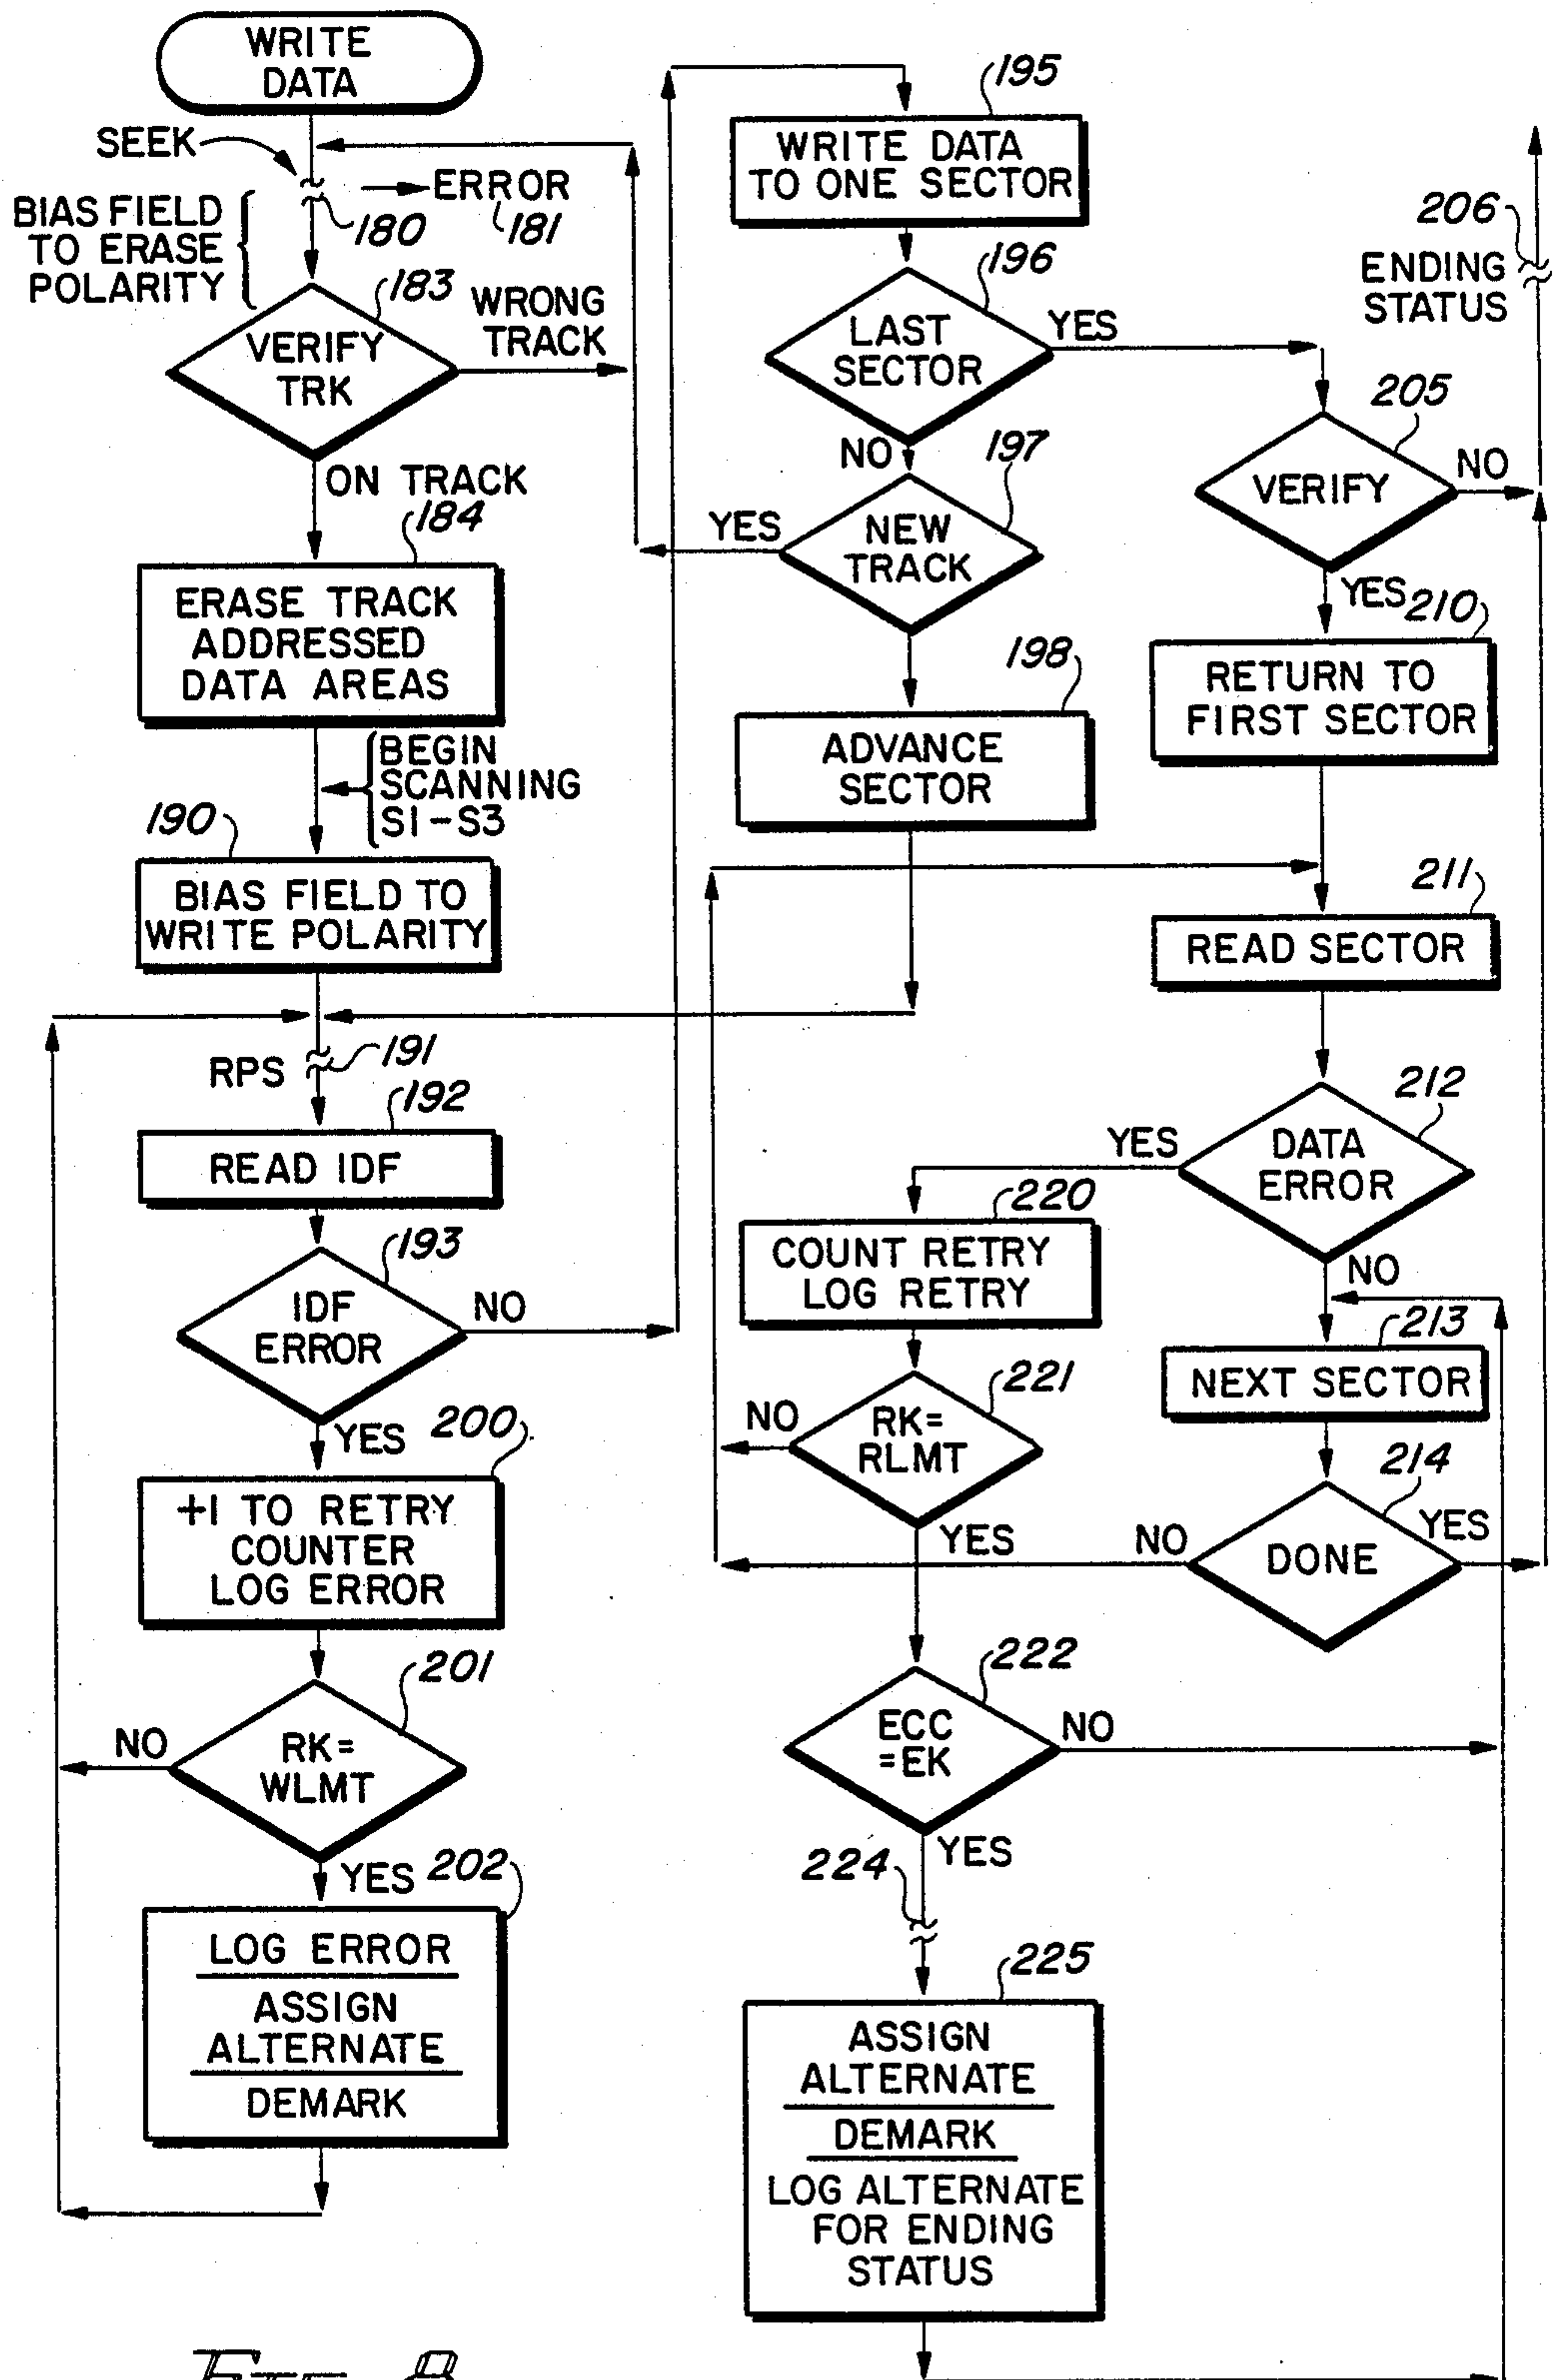 WRITE
DATA
SEEK
ERROR
180
181
BIAS FIELD
TO ERASE
POLARITY
183
VERIFY
TRK
WRONG
TRACK
ON TRACK
184
ERASE TRACK
ADDRESSED
DATA AREAS
BEGIN
SCANNING
S1-S3
190
BIAS FIELD TO
WRITE POLARITY
RPS
191
192
READ IDF
193
IDF
ERROR
NO
YES
200
+1 TO RETRY
COUNTER
LOG ERROR
201
RK=
WLMT
NO
YES
202
LOG ERROR
ASSIGN
ALTERNATE
DEMARK
195
WRITE DATA
TO ONE SECTOR
196
LAST
SECTOR
YES
NO
197
NEW
TRACK
YES
198
ADVANCE
SECTOR
206
ENDING
STATUS
205
VERIFY
NO
YES
210
RETURN TO
FIRST SECTOR
211
READ SECTOR
212
DATA
ERROR
YES
NO
213
NEXT SECTOR
214
DONE
NO
YES
220
COUNT RETRY
LOG RETRY
221
RK=
RLMT
NO
YES
222
ECC
=EK
NO
YES
224
225
ASSIGN
ALTERNATE
DEMARK
LOG ALTERNATE
FOR ENDING
STATUS